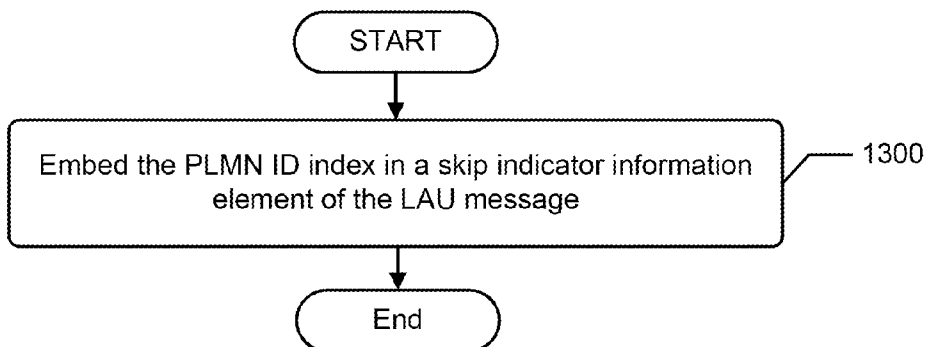 START
Embed the PLMN ID index in a skip indicator information
element of the LAU message
1300
End